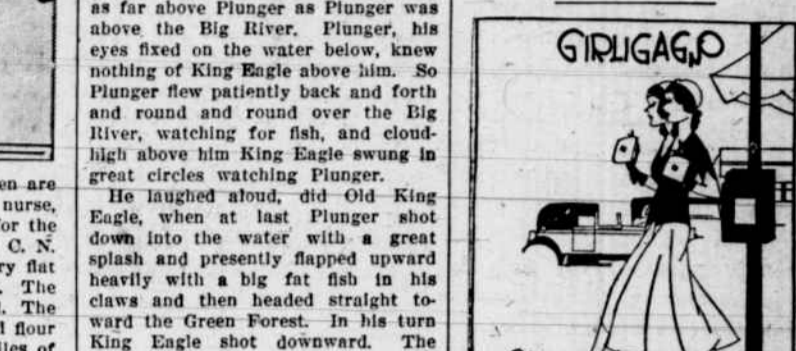 en are
nurse,
for the
C. N.
ry flat
The
The
flour
iles of
as far above Plunger as Plunger was
above the Big River. Plunger, his
eyes fixed on the water below, knew
nothing of King Eagle above him. So
Plunger flew patiently back and forth
and round and round over the Big
River, watching for fish, and cloud-
high above him King Eagle swung in
great circles watching Plunger.
He laughed aloud, did Old King
Eagle, when at last Plunger shot
down into the water with a great
splash and presently flapped upward
heavily with a big fat fish in his
claws and then headed straight to-
ward the Green Forest. In his turn
King Eagle shot downward. The
GIRLIGAGS